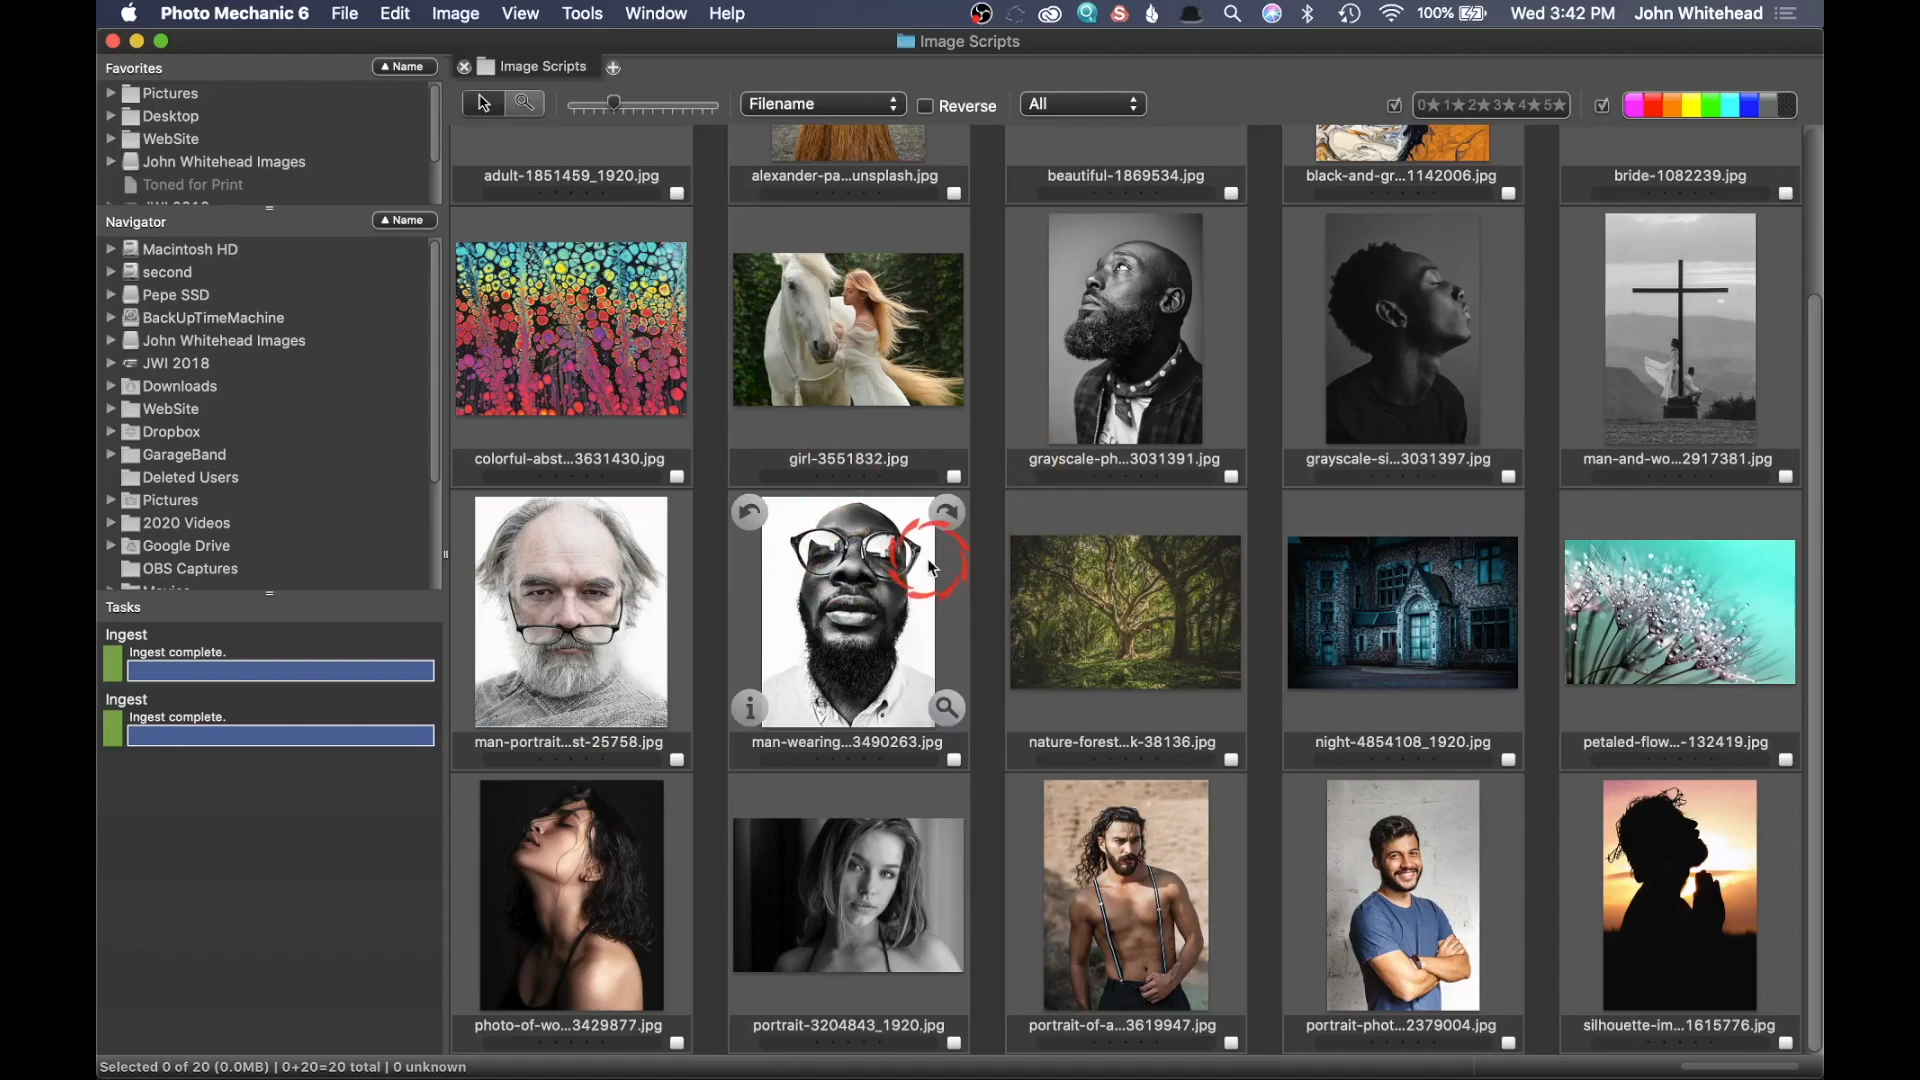 Photo Mechanic 6 File Edit Image View Tools Window Help 100% Wed 3:42 PM John Whitehead
Image Scripts
Favorites ▲ Name
Pictures
Desktop
WebSite
John Whitehead Images
Toned for Print
Navigator ▲ Name
Macintosh HD
second
Pepe SSD
BackUpTimeMachine
John Whitehead Images
JWI 2018
Downloads
WebSite
Dropbox
GarageBand
Deleted Users
Pictures
2020 Videos
Google Drive
OBS Captures
Tasks
Ingest
Ingest complete.
Ingest
Ingest complete.
Image Scripts
Filename Reverse All 0★1★2★3★4★5★
adult-1851459_1920.jpg alexander-pa...unsplash.jpg beautiful-1869534.jpg black-and-gr...1142006.jpg bride-1082239.jpg
colorful-abst...3631430.jpg girl-3551832.jpg grayscale-ph...3031391.jpg grayscale-si...3031397.jpg man-and-wo...2917381.jpg
man-portrait...st-25758.jpg man-wearing...3490263.jpg nature-forest...k-38136.jpg night-4854108_1920.jpg petaled-flow...-132419.jpg
photo-of-wo...3429877.jpg portrait-3204843_1920.jpg portrait-of-a...3619947.jpg portrait-phot...2379004.jpg silhouette-im...1615776.jpg
Selected 0 of 20 (0.0MB) | 0+20=20 total | 0 unknown